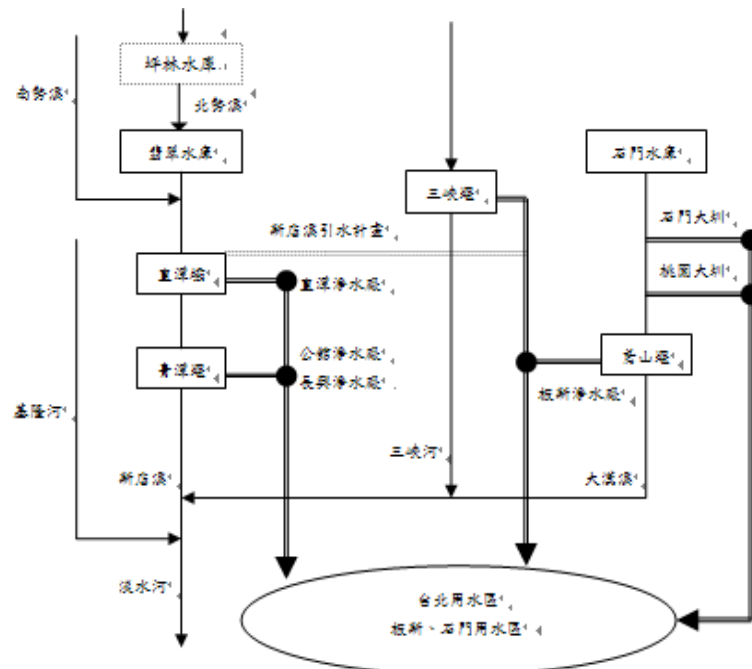 坪林水庫
南勢溪
北勢溪
翡翠水庫
石門水庫
三峽堰
石門大圳
新店溪引水計畫
直潭壩
直潭淨水廠
桃園大圳
公館淨水廠
青潭堰
長興淨水廠
鳶山堰
板新淨水廠
基隆河
三峽河
新店溪
大漢溪
淡水河
台北用水區
板新、石門用水區